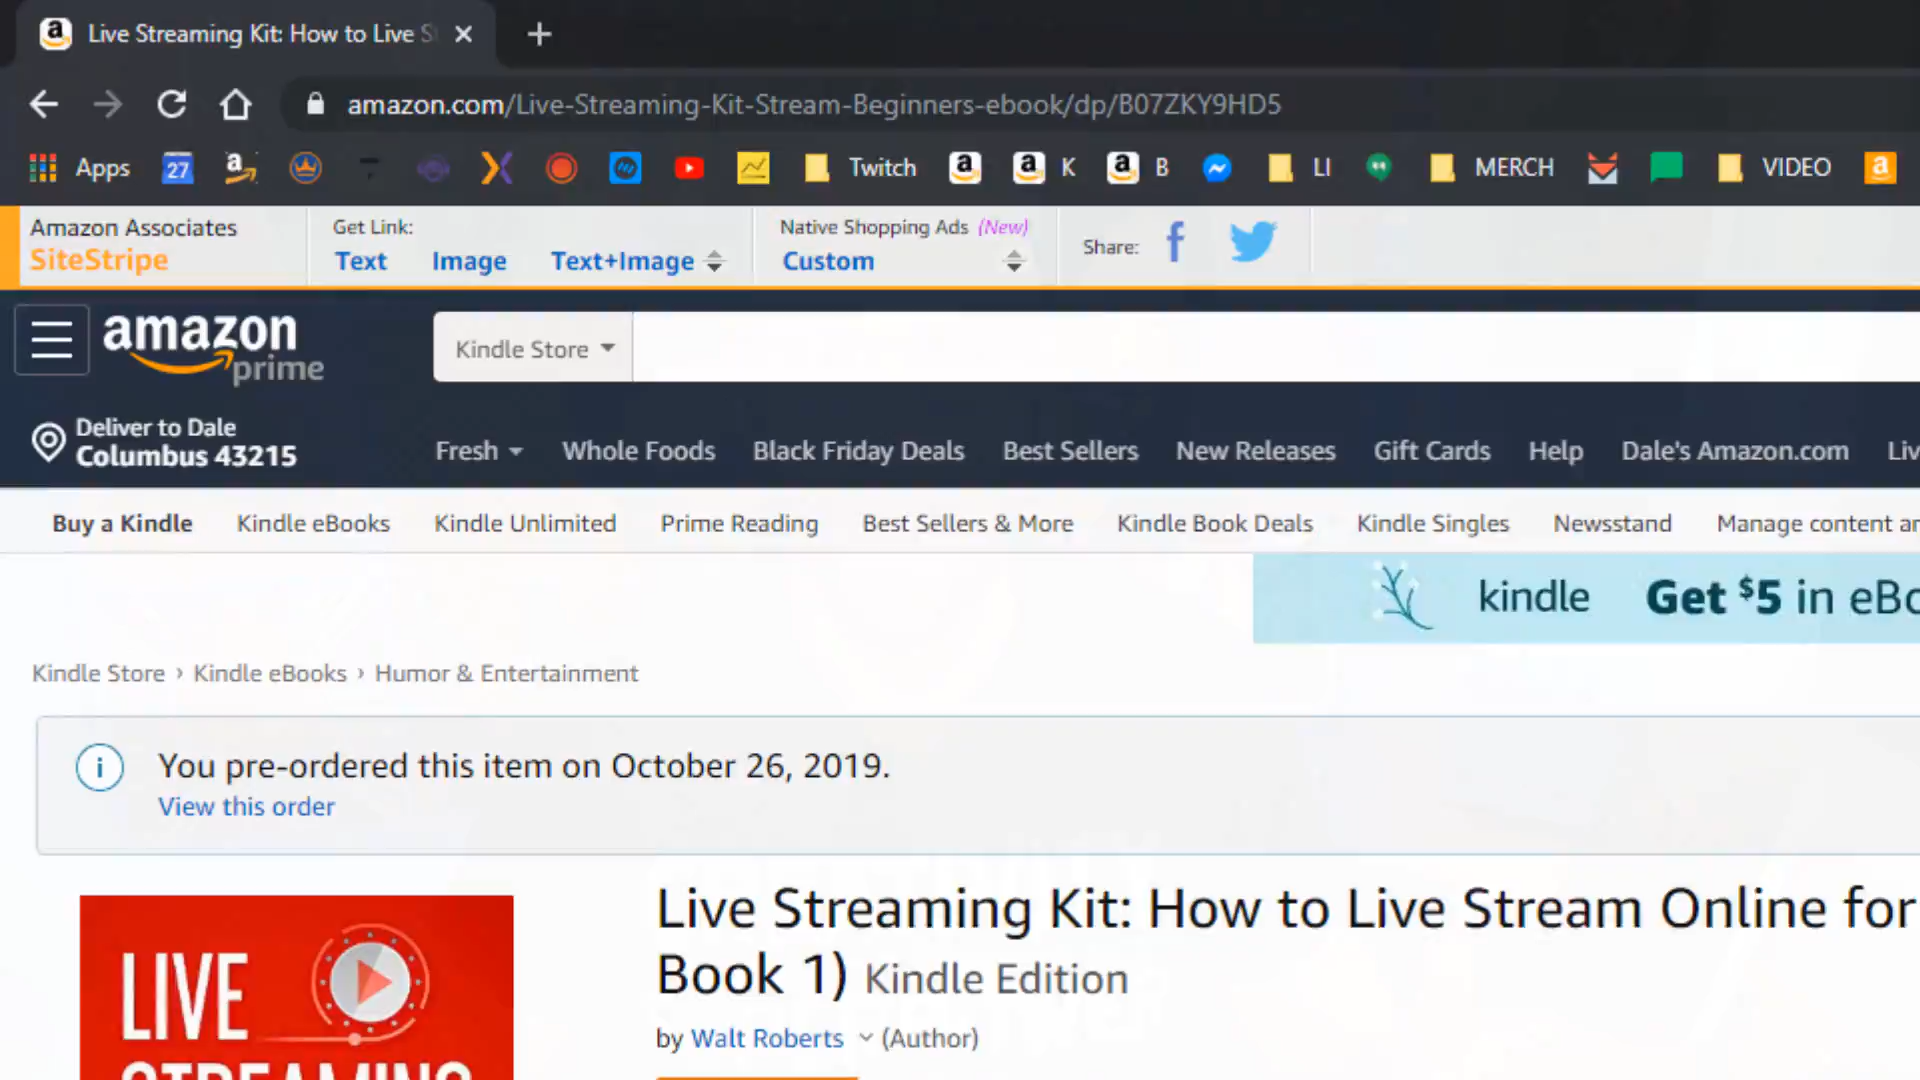 Live Streaming Kit: How to Live S
amazon.com/Live-Streaming-Kit-Stream-Beginners-ebook/dp/B07ZKY9HD5
Apps 27 Twitch K B LI MERCH VIDEO
Amazon Associates
SiteStripe
Get Link:
Text Image Text+Image
Native Shopping Ads (New)
Custom
Share:
amazon
prime
Kindle Store
Deliver to Dale
Columbus 43215
Fresh Whole Foods Black Friday Deals Best Sellers New Releases Gift Cards Help Dale's Amazon.com Liv
Buy a Kindle Kindle eBooks Kindle Unlimited Prime Reading Best Sellers & More Kindle Book Deals Kindle Singles Newsstand Manage content an
kindle Get $5 in eBo
Kindle Store › Kindle eBooks › Humor & Entertainment
You pre-ordered this item on October 26, 2019.
View this order
LIVE
STREAMING
Live Streaming Kit: How to Live Stream Online for
Book 1) Kindle Edition
by Walt Roberts (Author)